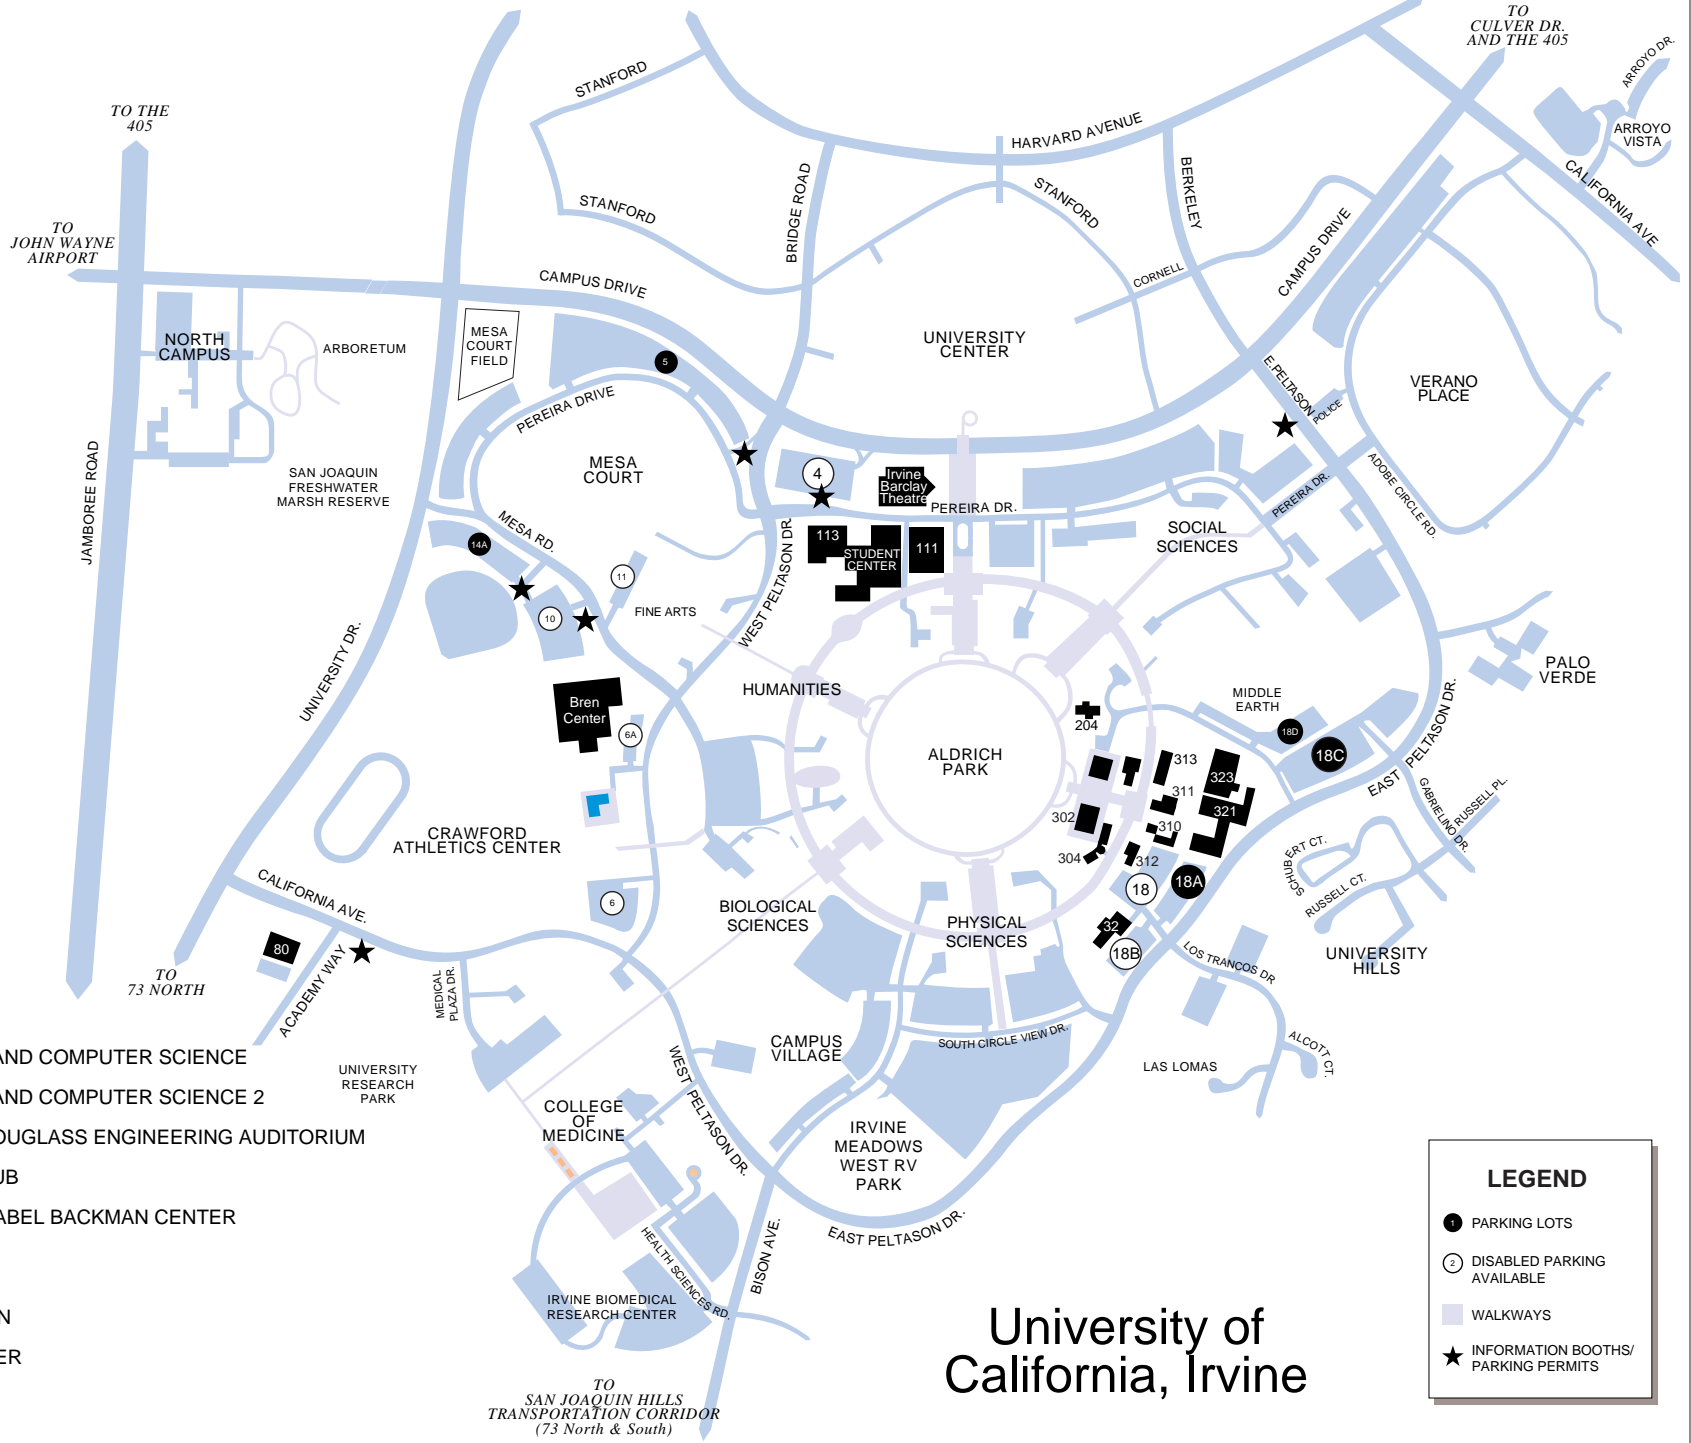 TO
CULVER DR.
AND THE 405
ARROYO DR.
STANFORD
TO THE
405
HARVARD AVENUE
ARROYO
VISTA
BERKELEY
CALIFORNIA AVE
STANFORD
STANFORD
BRIDGE ROAD
TO
JOHN WAYNE
AIRPORT
CAMPUS DRIVE
CORNELL
CAMPUS DRIVE
NORTH
CAMPUS
ARBORETUM
MESA
COURT
FIELD
UNIVERSITY
CENTER
5
E.PELTASON
POLICE
VERANO
PLACE
PEREIRA DRIVE
JAMBOREE ROAD
SAN JOAQUIN
FRESHWATER
MARSH RESERVE
MESA
COURT
4
Irvine
Barclay
Theatre
PEREIRA DR.
PEREIRA DR.
ADOBE CIRCLE RD.
MESA RD.
14A
WEST PELTASON DR.
113
STUDENT
CENTER
111
SOCIAL
SCIENCES
11
10
FINE ARTS
UNIVERSITY DR.
PALO
VERDE
HUMANITIES
MIDDLE
EARTH
Bren
Center
6A
204
18D
18C
EAST PELTASON DR.
ALDRICH
PARK
313
323
311
321
302
310
304
312
GABRIELINO DR.
RUSSELL PL.
CRAWFORD
ATHLETICS CENTER
SCHUBERT CT.
RUSSELL CT.
CALIFORNIA AVE.
6
18
18A
BIOLOGICAL
SCIENCES
PHYSICAL
SCIENCES
32
18B
80
ACADEMY WAY
LOS TRANCOS DR
UNIVERSITY
HILLS
TO
73 NORTH
MEDICAL
PLAZA DR.
CAMPUS
VILLAGE
SOUTH CIRCLE VIEW DR.
ALCOTT CT.
LAS LOMAS
AND COMPUTER SCIENCE
AND COMPUTER SCIENCE 2
OUGLASS ENGINEERING AUDITORIUM
UB
ABEL BACKMAN CENTER
N
ER
UNIVERSITY
RESEARCH
PARK
WEST PELTASON DR.
COLLEGE
OF
MEDICINE
IRVINE
MEADOWS
WEST RV
PARK
EAST PELTASON DR.
HEALTH SCIENCES RD.
BISON AVE.
IRVINE BIOMEDICAL
RESEARCH CENTER
TO
SAN JOAQUIN HILLS
TRANSPORTATION CORRIDOR
(73 North & South)
University of
California, Irvine
LEGEND
1 PARKING LOTS
2 DISABLED PARKING
AVAILABLE
WALKWAYS
INFORMATION BOOTHS/
PARKING PERMITS